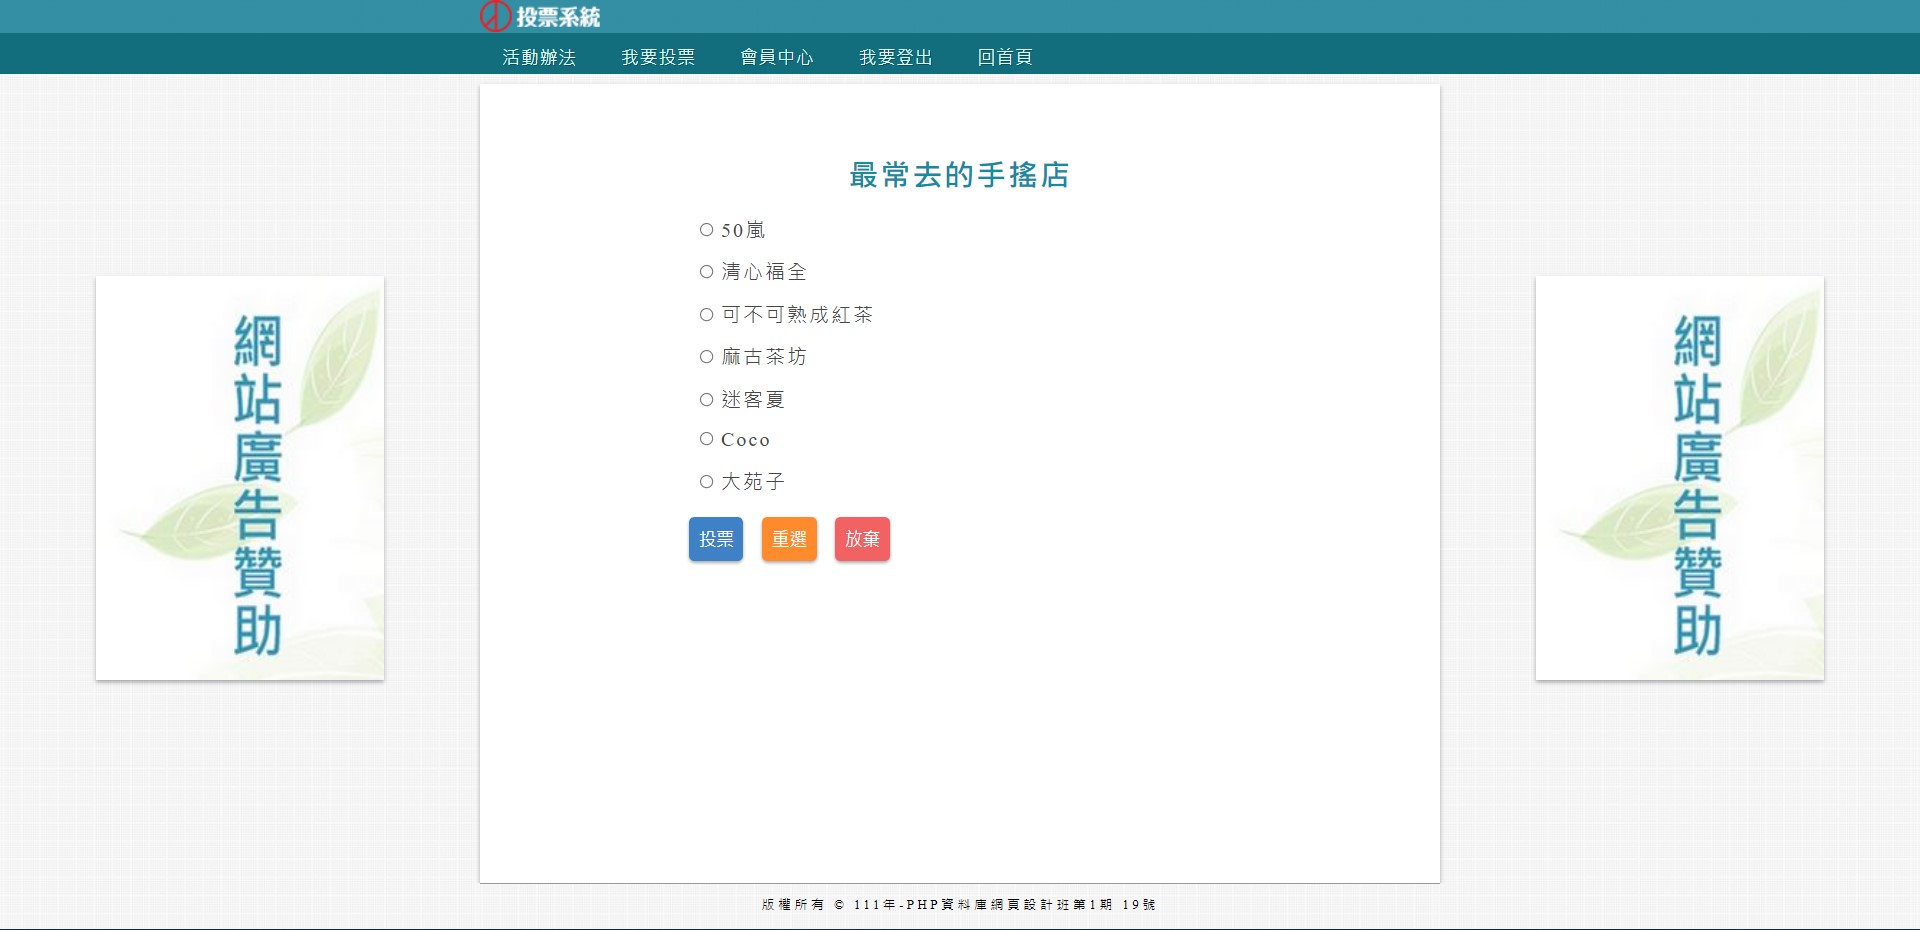 投票系統
活動辦法 我要投票 會員中心 我要登出 回首頁
最常去的手搖店
50嵐
清心福全
可不可熟成紅茶
麻古茶坊
迷客夏
Coco
大苑子
投票 重選 放棄
網站廣告贊助
網站廣告贊助
版權所有 © 111年-PHP資料庫網頁設計班第1期 19號